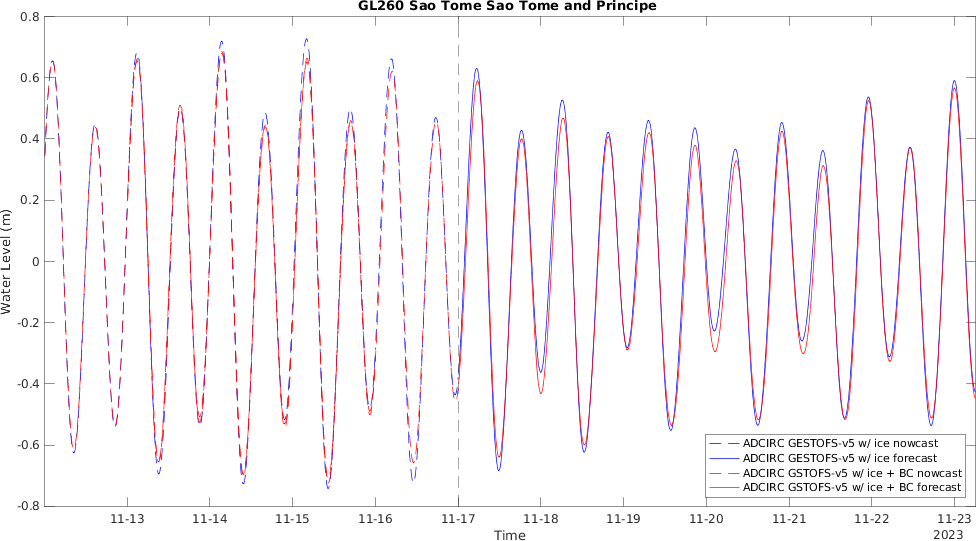 GL260 Sao Tome Sao Tome and Principe
0.8
0.6
0.4
0.2
0
-0.2
-0.4
-0.6
-0.8
Water Level (m)
ADCIRC GESTOFS-v5 w/ ice nowcast
ADCIRC GESTOFS-v5 w/ ice forecast
ADCIRC GSTOFS-v5 w/ ice + BC nowcast
ADCIRC GSTOFS-v5 w/ ice + BC forecast
11-13 11-14 11-15 11-16 11-17 11-18 11-19 11-20 11-21 11-22 11-23
2023
Time